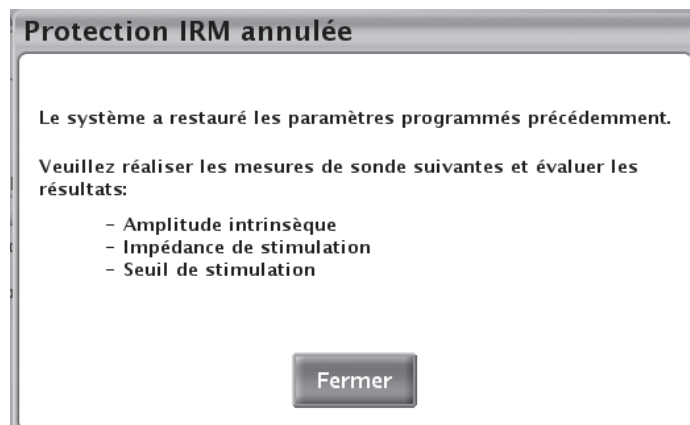 Protection IRM annulée
Le système a restauré les paramètres programmés précédemment.
Veuillez réaliser les mesures de sonde suivantes et évaluer les
résultats:
– Amplitude intrinsèque
– Impédance de stimulation
– Seuil de stimulation
Fermer